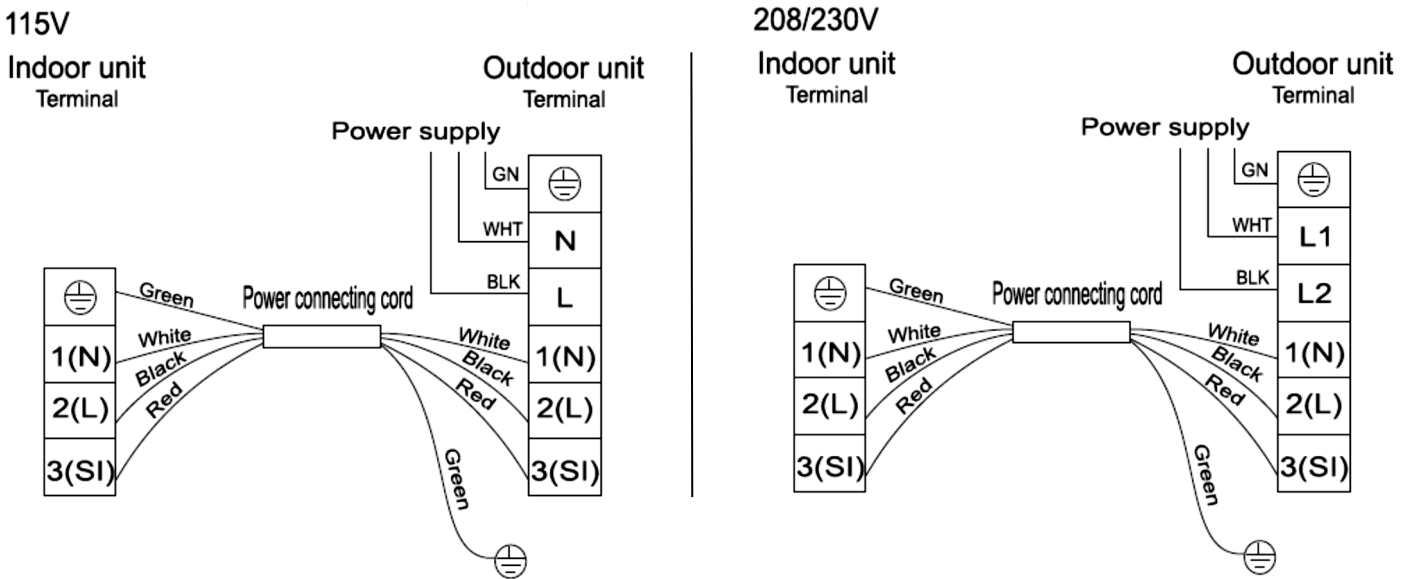 115V
Indoor unit
Terminal
Outdoor unit
Terminal
Power supply
GN
WHT
N
BLK
L
Green
Power connecting cord
1(N)
White
White
1(N)
2(L)
Black
Black
2(L)
3(SI)
Red
Red
3(SI)
Green
208/230V
Indoor unit
Terminal
Outdoor unit
Terminal
Power supply
GN
WHT
L1
BLK
L2
Green
Power connecting cord
1(N)
White
White
1(N)
2(L)
Black
Black
2(L)
3(SI)
Red
Red
3(SI)
Green